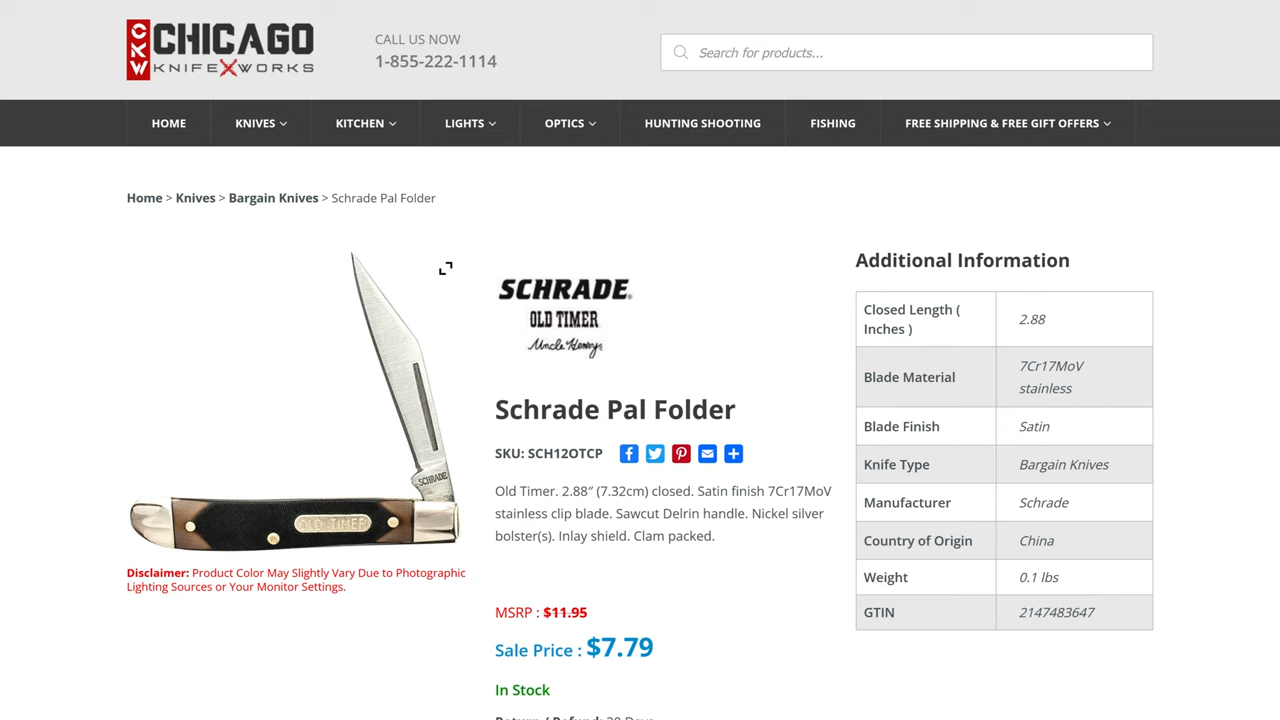 CKW CHICAGO
KNIFE WORKS
CALL US NOW
1-855-222-1114
Search for products...
HOME
KNIVES
KITCHEN
LIGHTS
OPTICS
HUNTING SHOOTING
FISHING
FREE SHIPPING & FREE GIFT OFFERS
Home > Knives > Bargain Knives > Schrade Pal Folder
SCHRADE
OLD TIMER
Disclaimer: Product Color May Slightly Vary Due to Photographic
Lighting Sources or Your Monitor Settings.
SCHRADE®
OLD TIMER
Uncle Henry
Schrade Pal Folder
SKU: SCH12OTCP
Old Timer. 2.88″ (7.32cm) closed. Satin finish 7Cr17MoV
stainless clip blade. Sawcut Delrin handle. Nickel silver
bolster(s). Inlay shield. Clam packed.
MSRP : $11.95
Sale Price : $7.79
In Stock
Return / Refund: 30 Days
Additional Information
Closed Length (
Inches )
2.88
Blade Material
7Cr17MoV
stainless
Blade Finish
Satin
Knife Type
Bargain Knives
Manufacturer
Schrade
Country of Origin
China
Weight
0.1 lbs
GTIN
2147483647